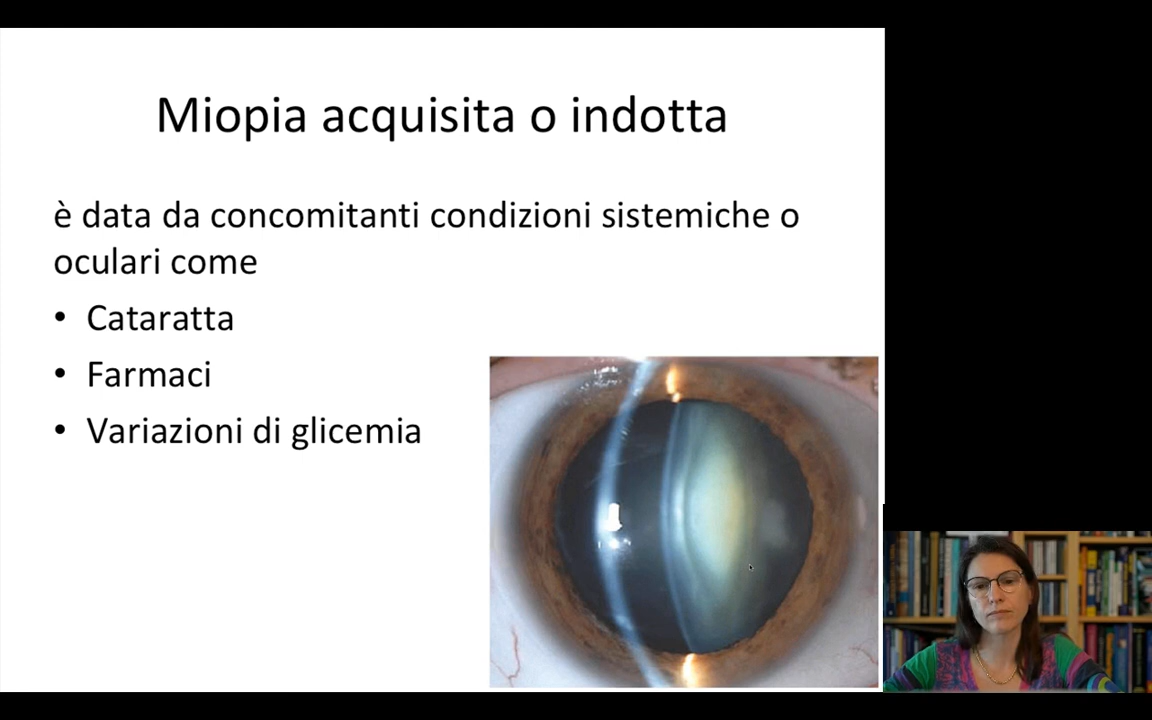 Miopia acquisita o indotta
è data da concomitanti condizioni sistemiche o
oculari come
• Cataratta
• Farmaci
• Variazioni di glicemia